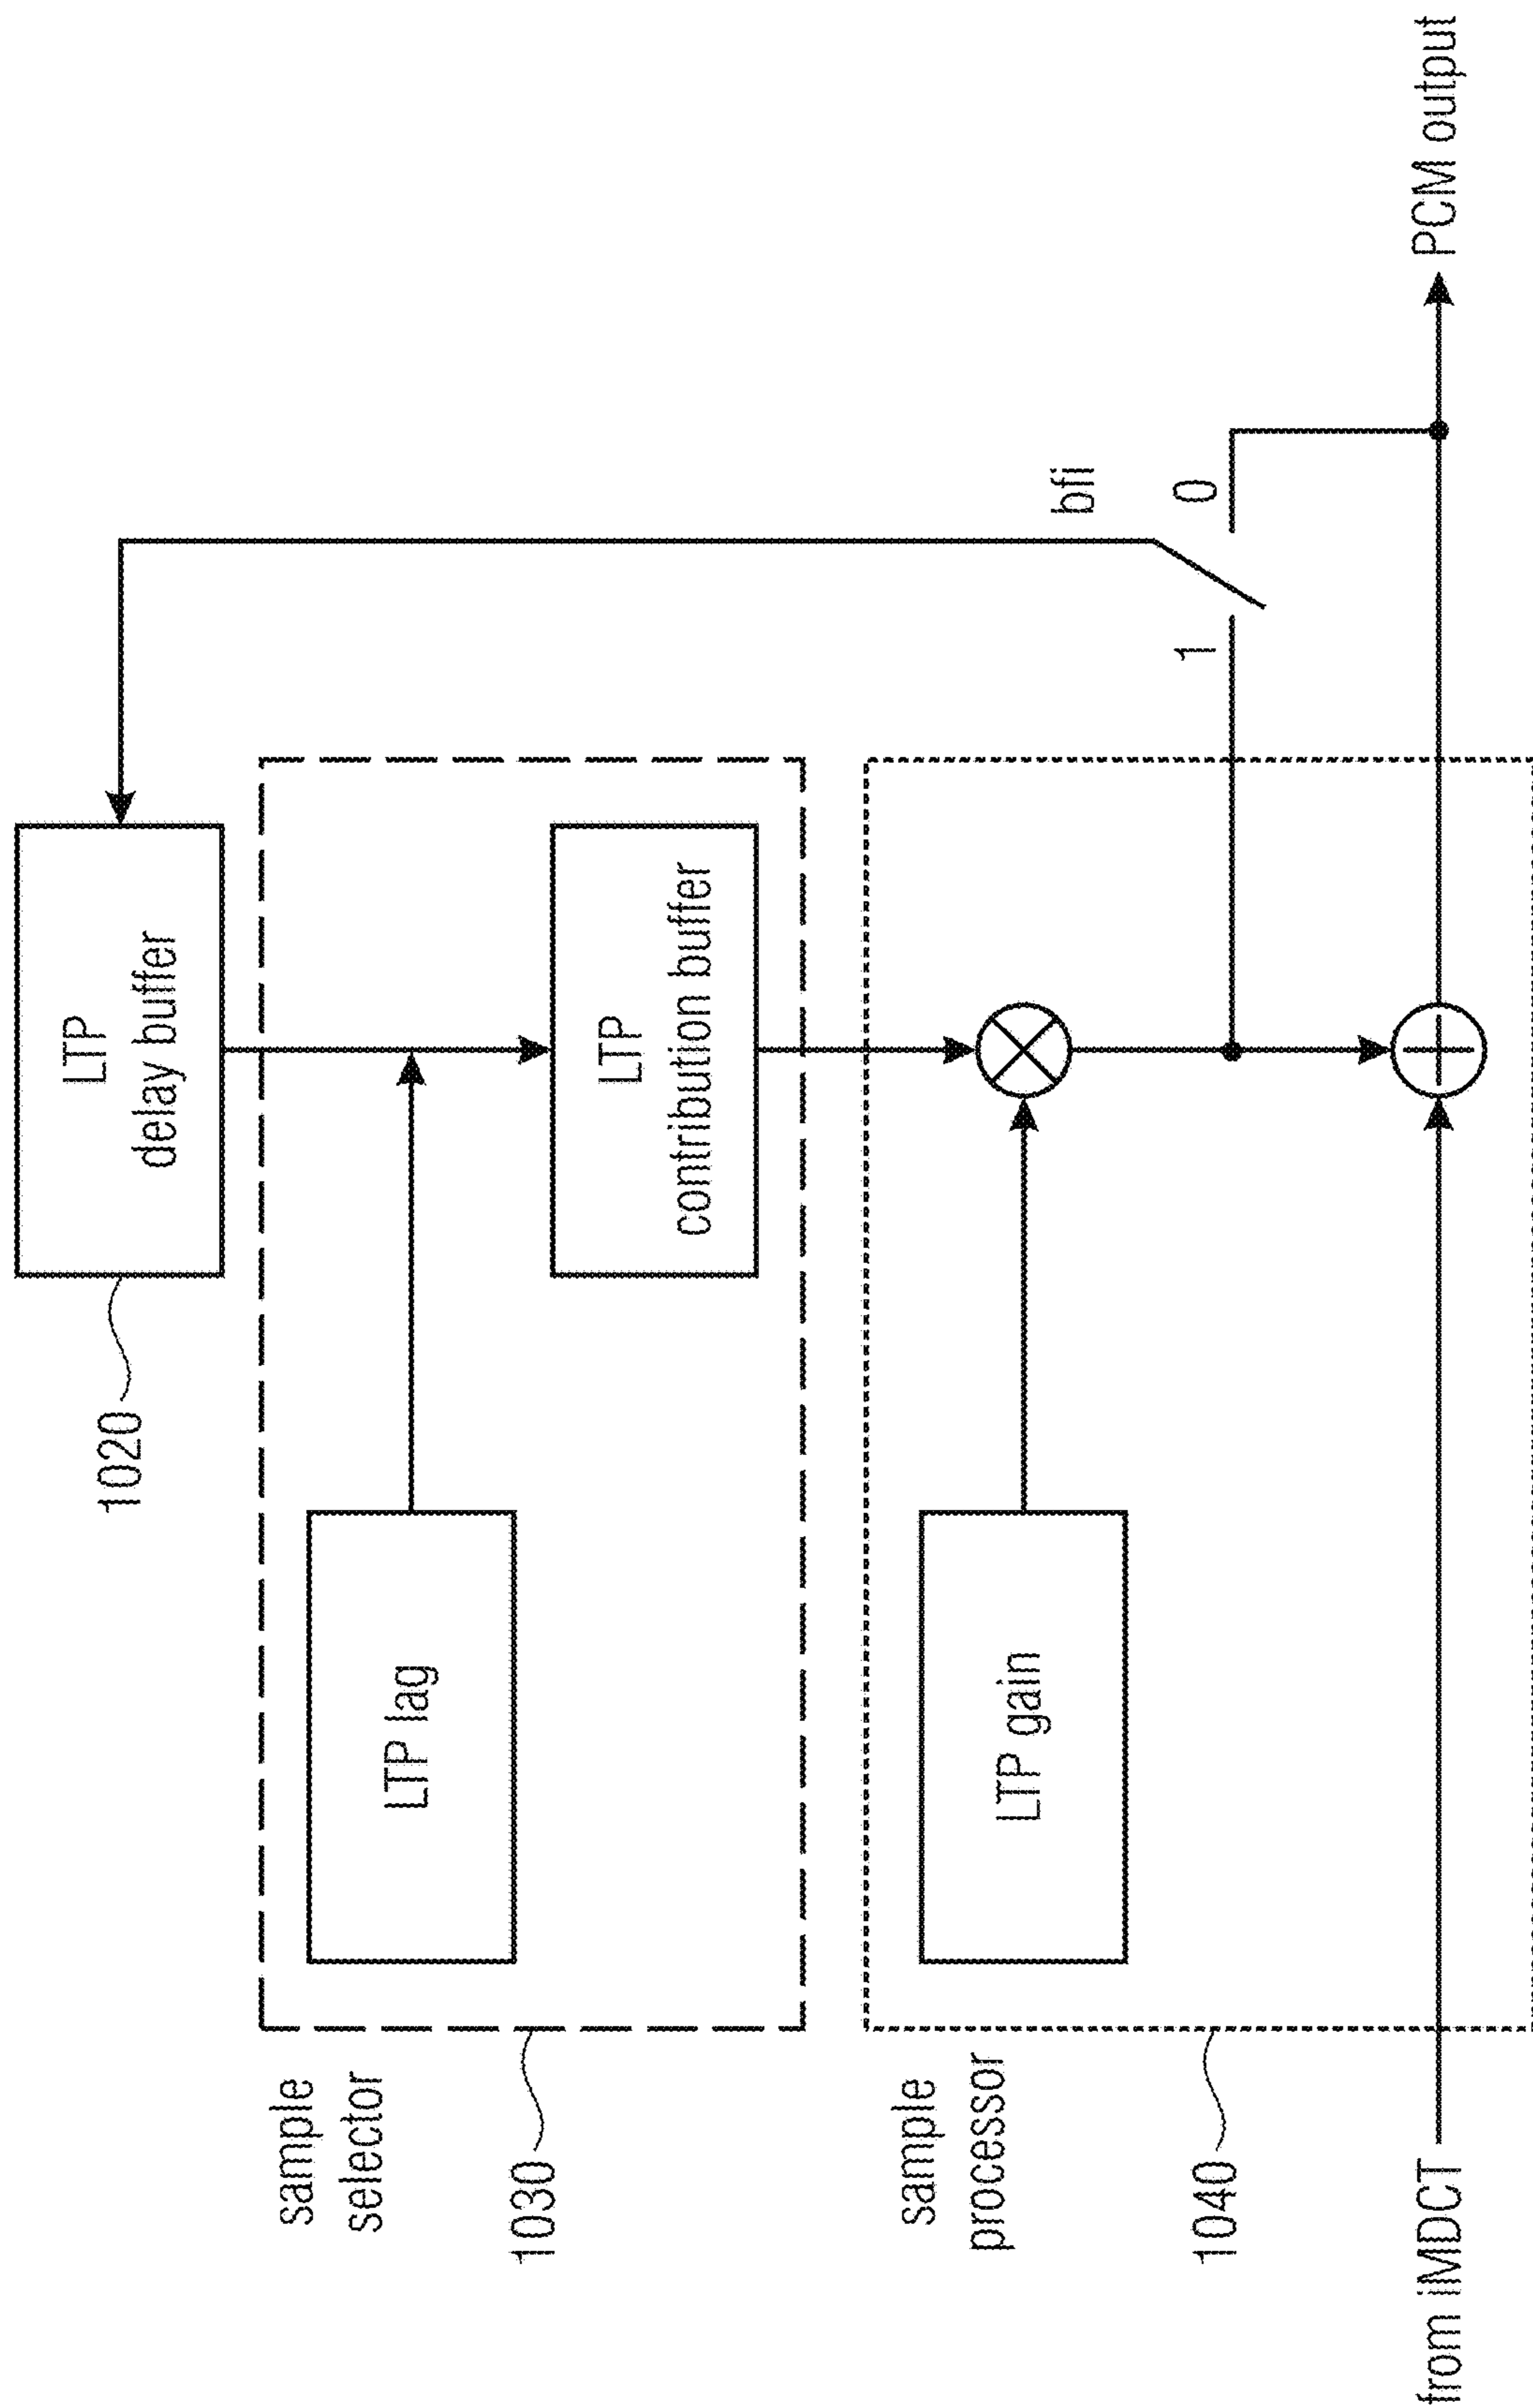 LTP
delay buffer
1020
sample
selector
1030
LTP lag
LTP
contribution buffer
sample
processor
1040
LTP gain
bfi
1
0
from iMDCT
PCM output